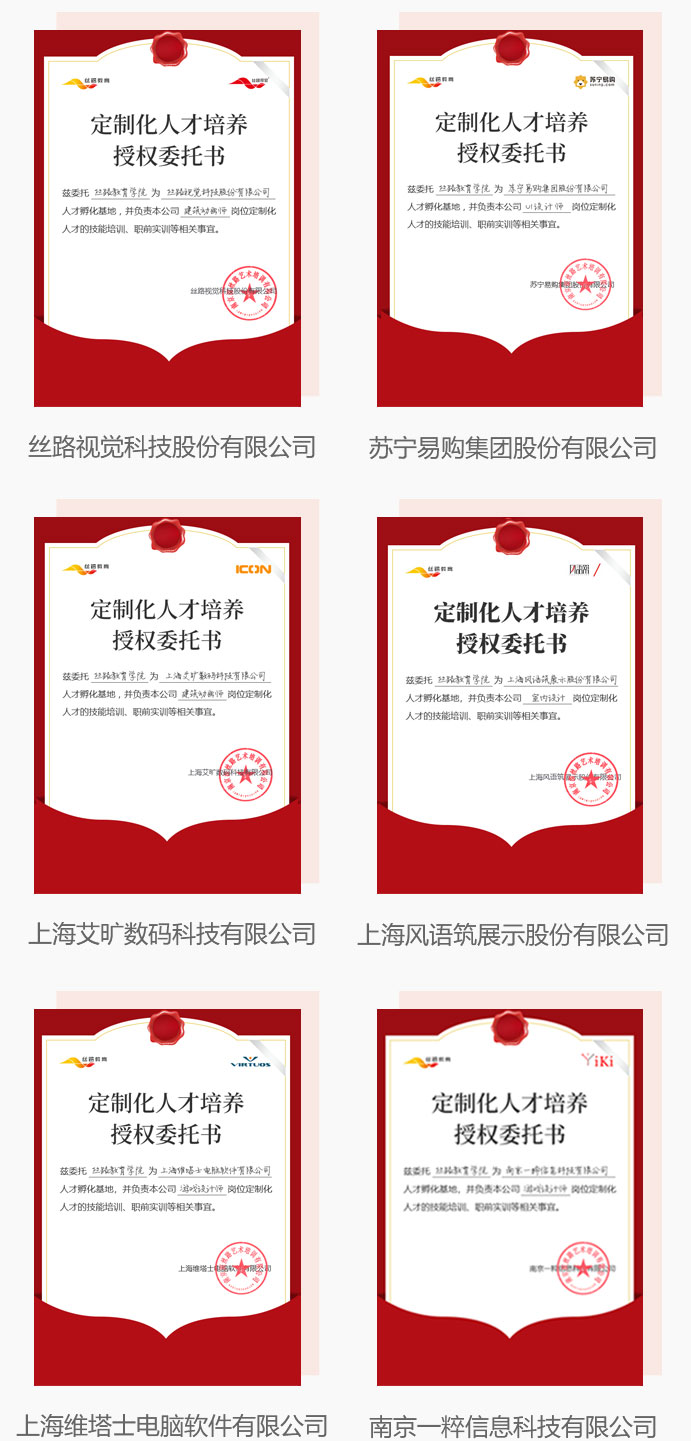 丝路教育
丝路视觉
定制化人才培养
授权委托书
兹委托 丝路教育学院 为 丝路视觉科技股份有限公司
人才孵化基地，并负责本公司 建筑动画师 岗位定制化
人才的技能培训、职前实训等相关事宜。
丝路视觉科技股份有限公司
丝路视觉科技股份有限公司
丝路教育
苏宁易购
suning.com
定制化人才培养
授权委托书
兹委托 丝路教育学院 为 苏宁易购集团股份有限公司
人才孵化基地，并负责本公司 UI设计师 岗位定制化
人才的技能培训、职前实训等相关事宜。
苏宁易购集团股份有限公司
苏宁易购集团股份有限公司
丝路教育
ICON
定制化人才培养
授权委托书
兹委托 丝路教育学院 为 上海艾旷数码科技有限公司
人才孵化基地，并负责本公司 建筑动画师 岗位定制化
人才的技能培训、职前实训等相关事宜。
上海艾旷数码科技有限公司
上海艾旷数码科技有限公司
丝路教育
风语筑
定制化人才培养
授权委托书
兹委托 丝路教育学院 为 上海风语筑展示股份有限公司
人才孵化基地，并负责本公司 室内设计 岗位定制化
人才的技能培训、职前实训等相关事宜。
上海风语筑展示股份有限公司
上海风语筑展示股份有限公司
丝路教育
VIRTUOS
定制化人才培养
授权委托书
兹委托 丝路教育学院 为 上海维塔士电脑软件有限公司
人才孵化基地，并负责本公司 游戏设计师 岗位定制化
人才的技能培训、职前实训等相关事宜。
上海维塔士电脑软件有限公司
上海维塔士电脑软件有限公司
丝路教育
YiKi
定制化人才培养
授权委托书
兹委托 丝路教育学院 为 南京一粹信息科技有限公司
人才孵化基地，并负责本公司 游戏设计师 岗位定制化
人才的技能培训、职前实训等相关事宜。
南京一粹信息科技有限公司
南京一粹信息科技有限公司